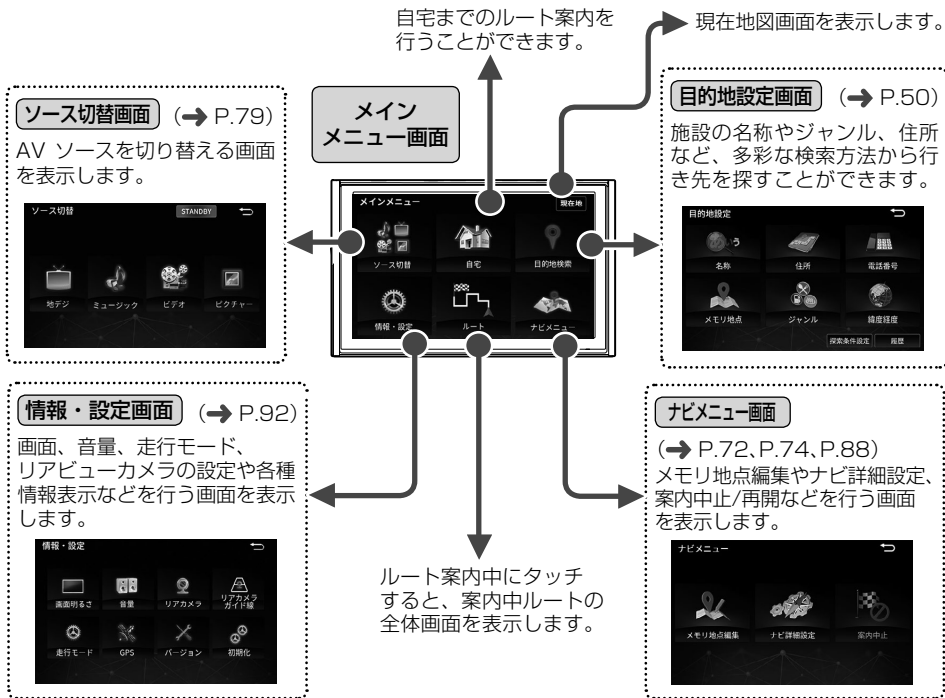 自宅までのルート案内を
行うことができます。
現在地図画面を表示します。
ソース切替画面 (➔ P.79)
AV ソースを切り替える画面
を表示します。
ソース切替 STANDBY
地デジ ミュージック ビデオ ピクチャー
メイン
メニュー画面
メインメニュー 現在地
ソース切替 自宅 目的地検索
情報・設定 ルート ナビメニュー
目的地設定画面 (➔ P.50)
施設の名称やジャンル、住所
など、多彩な検索方法から行
き先を探すことができます。
目的地設定
名称 住所 電話番号
メモリ地点 ジャンル 緯度経度
探索条件設定 履歴
情報・設定画面 (➔ P.92)
画面、音量、走行モード、
リアビューカメラの設定や各種
情報表示などを行う画面を表示
します。
情報・設定
画面明るさ 音量 リアカメラ リアカメラ
ガイド線
走行モード GPS バージョン 初期化
ルート案内中にタッチ
すると、案内中ルートの
全体画面を表示します。
ナビメニュー画面
(➔ P.72、P.74、P.88)
メモリ地点編集やナビ詳細設定、
案内中止/再開などを行う画面
を表示します。
ナビメニュー
メモリ地点編集 ナビ詳細設定 案内中止